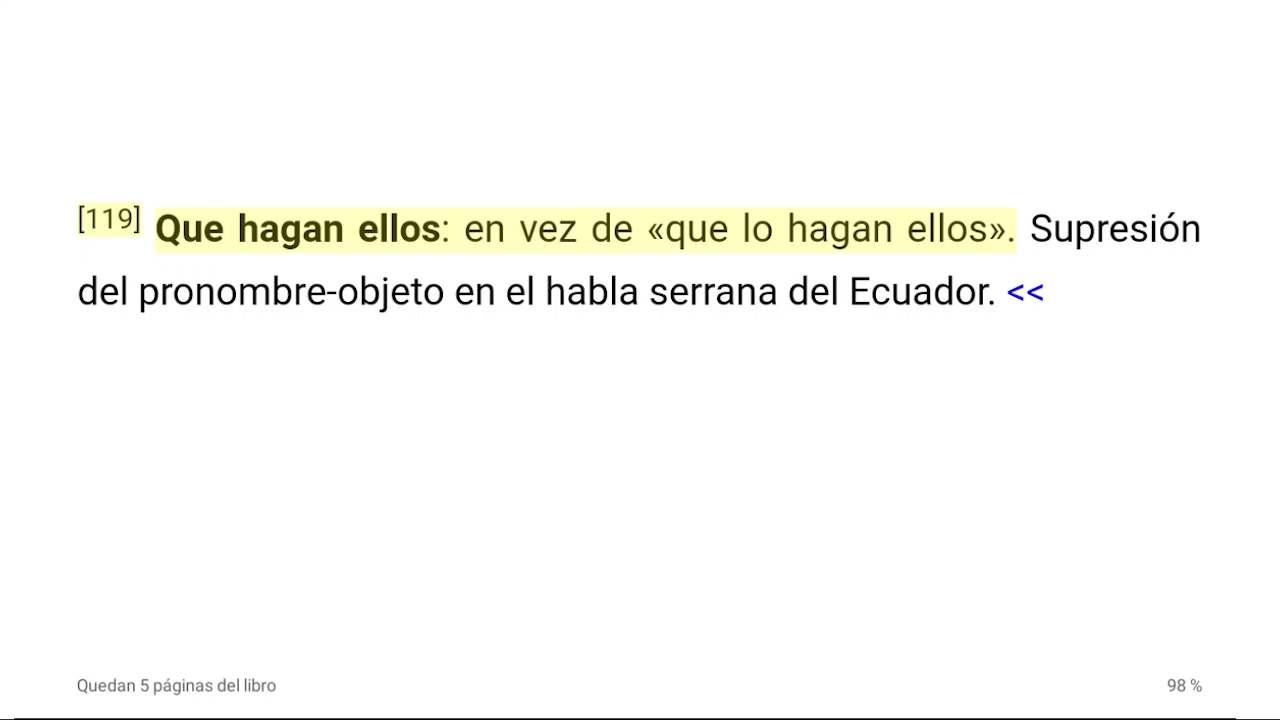 [119] Que hagan ellos: en vez de «que lo hagan ellos». Supresión
del pronombre-objeto en el habla serrana del Ecuador. <<
Quedan 5 páginas del libro
98 %